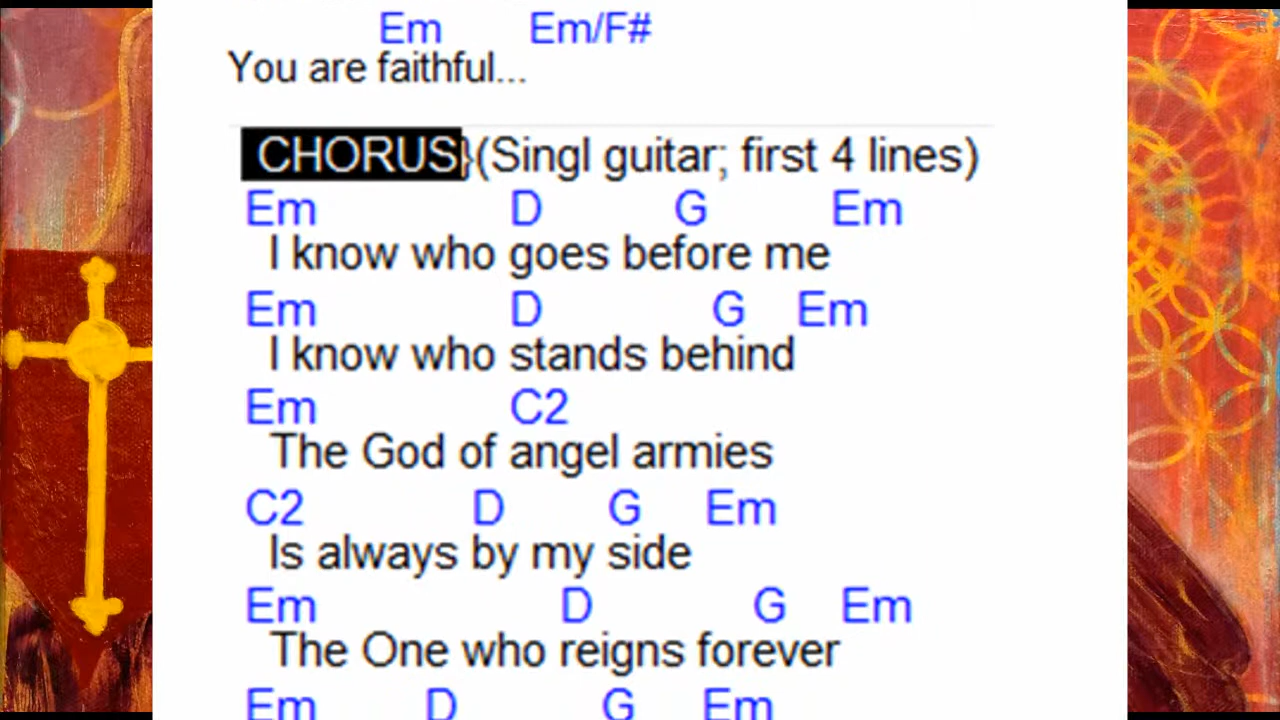 Em Em/F#
You are faithful...
CHORUS}(Singl guitar; first 4 lines)
Em D G Em
I know who goes before me
Em D G Em
I know who stands behind
Em C2
The God of angel armies
C2 D G Em
Is always by my side
Em D G Em
The One who reigns forever
Em D G Em